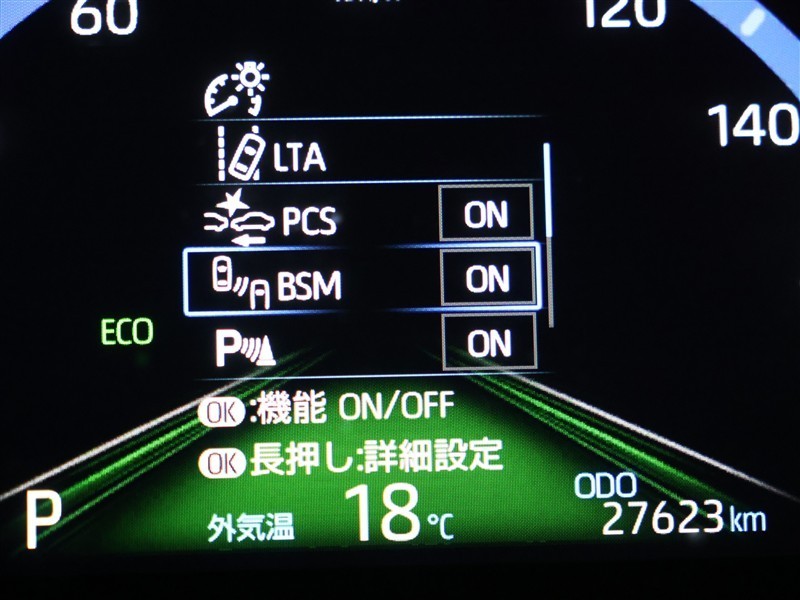 60
120
140
LTA
PCS ON
BSM ON
ECO
P ON
OK :機能 ON/OFF
OK 長押し:詳細設定
P
外気温 18℃
ODO
27623km